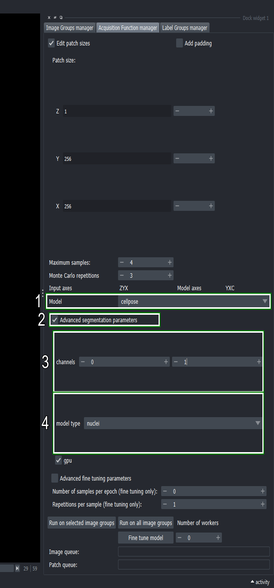 Dock widget 1
Image Groups manager Acquisition Function manager Label Groups manager
Edit patch sizes Add padding
Patch size:
Z 1 −
Y 256 − +
X 256 − +
Maximum samples: − 4 +
Monte Carlo repetitions − 3 +
Input axes ZYX Model axes YXC
1 Model cellpose
2 Advanced segmentation parameters
3 channels − 0 + − 1 +
4 model type nuclei
gpu
Advanced fine tuning parameters
Number of samples per epoch (fine tuning only): − 0 +
Repetitions per sample (fine tuning only): − 1 +
Run on selected image groups Run on all image groups Number of workers
Fine tune model − 0 +
Image queue:
Patch queue:
activity